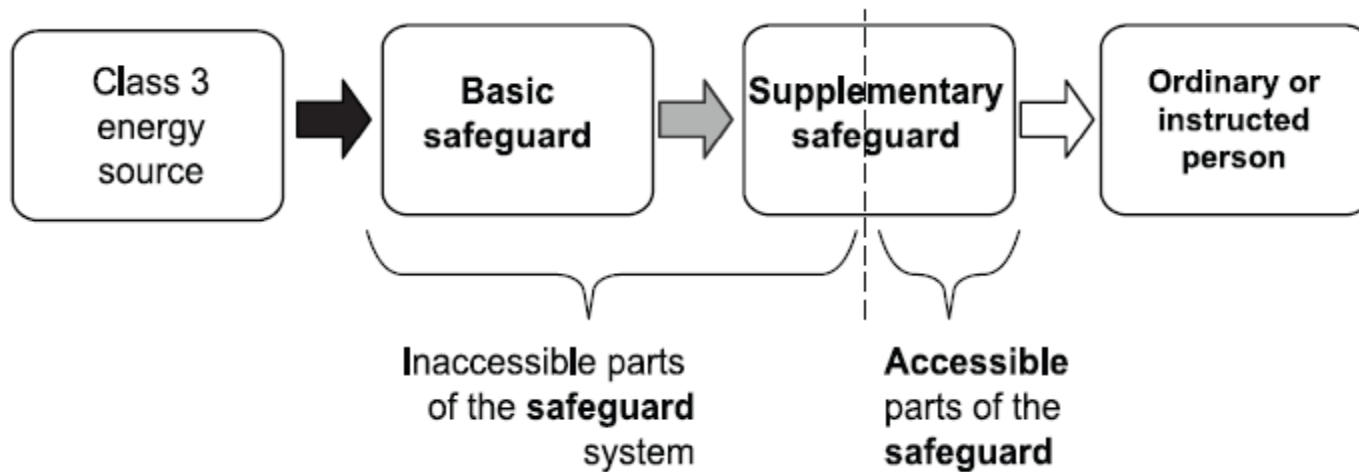 Class 3
energy
source
Basic
safeguard
Supplementary
safeguard
Ordinary or
instructed
person
Inaccessible parts
of the safeguard
system
Accessible
parts of the
safeguard